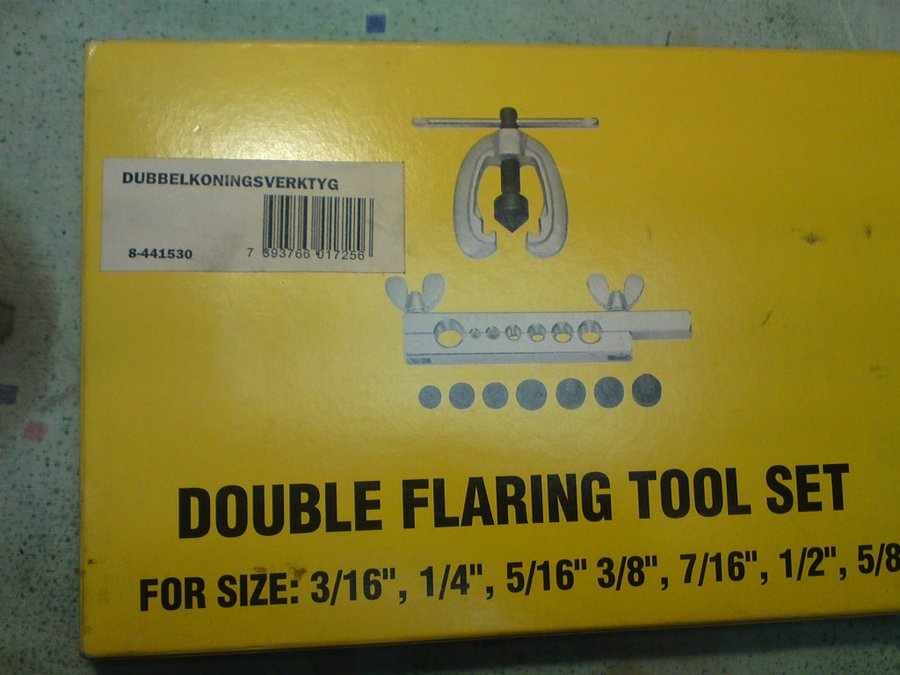 DUBBELKONINGSVERKTYG
8-441530
7 393766 017256
DOUBLE FLARING TOOL SET
FOR SIZE: 3/16", 1/4", 5/16" 3/8", 7/16", 1/2", 5/8